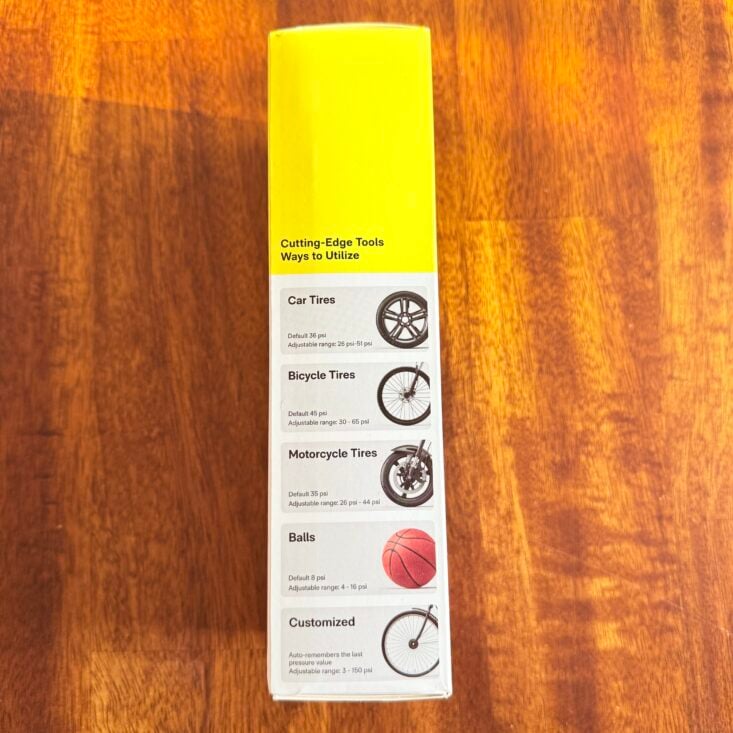 Cutting-Edge Tools
Ways to Utilize
Car Tires
Default 36 psi
Adjustable range: 26 psi-51 psi
Bicycle Tires
Default 45 psi
Adjustable range: 30 - 65 psi
Motorcycle Tires
Default 35 psi
Adjustable range: 26 psi - 44 psi
Balls
Default 8 psi
Adjustable range: 4 - 16 psi
Customized
Auto-remembers the last
pressure value
Adjustable range: 3 - 150 psi